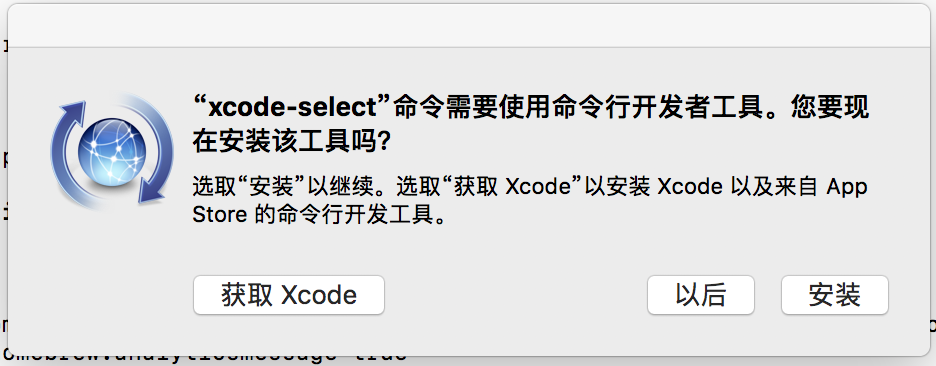 “xcode-select”命令需要使用命令行开发者工具。您要现
在安装该工具吗？
选取“安装”以继续。选取“获取 Xcode”以安装 Xcode 以及来自 App
Store 的命令行开发工具。
获取 Xcode
以后
安装
omebrew.analyticsmessage true